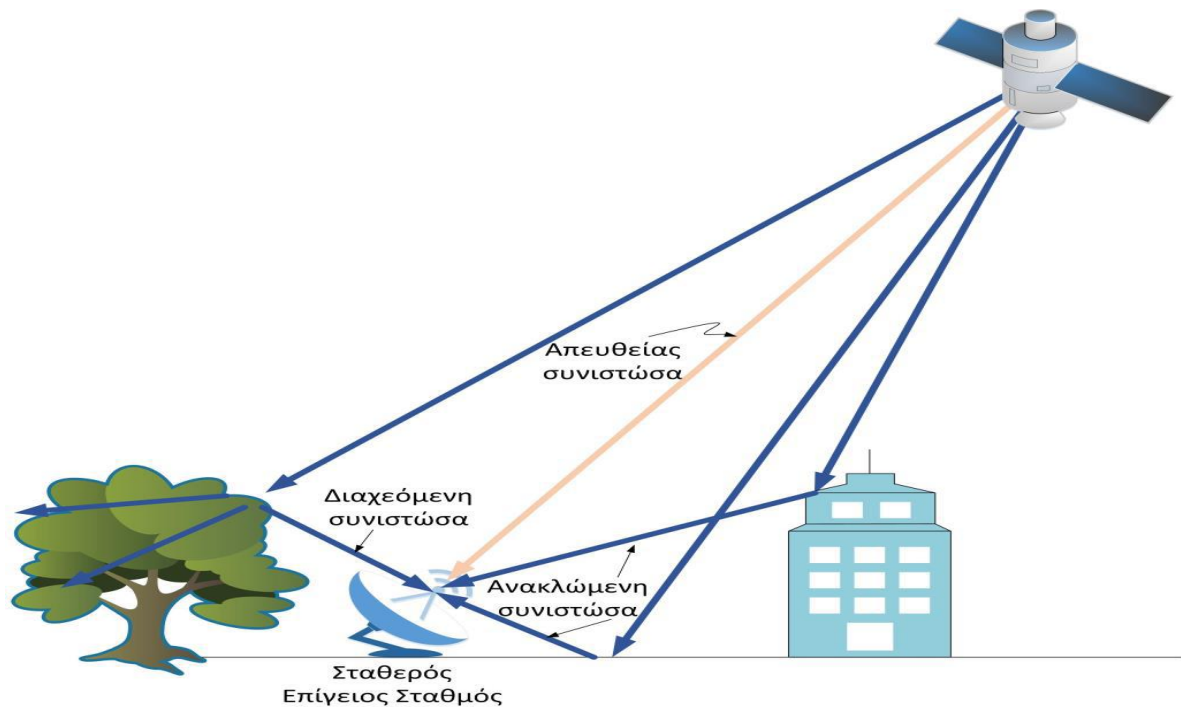 Απευθείας
συνιστώσα
Διαχεόμενη
συνιστώσα
Ανακλώμενη
συνιστώσα
Σταθερός
Επίγειος Σταθμός